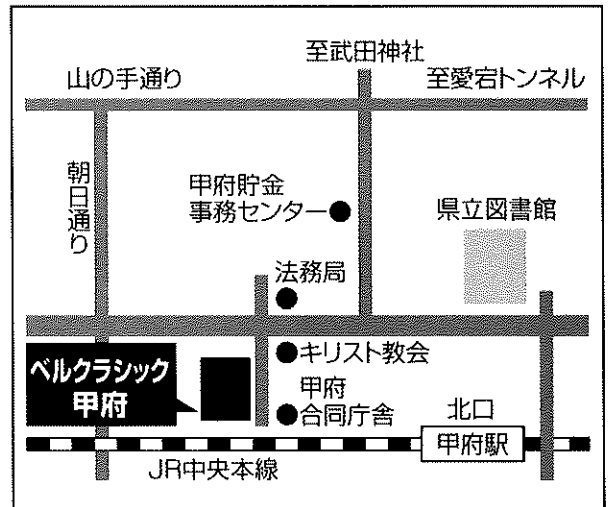 至武田神社
山の手通り
至愛宕トンネル
朝日通り
甲府貯金
事務センター
県立図書館
法務局
キリスト教会
ベルクラシック
甲府
甲府
合同庁舎
北口
甲府駅
JR中央本線